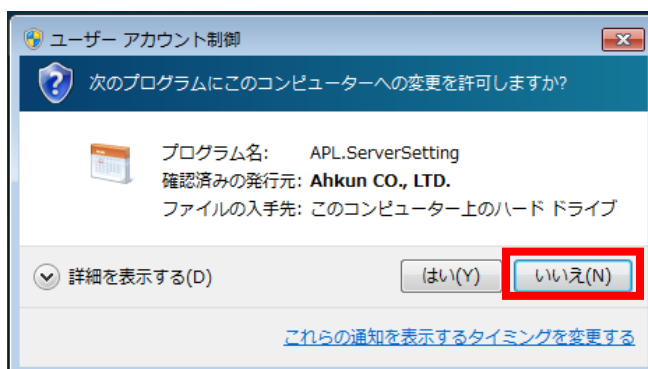 ユーザー アカウント制御
次のプログラムにこのコンピューターへの変更を許可しますか?
プログラム名: APL.ServerSetting
確認済みの発行元: Ahkun CO., LTD.
ファイルの入手先: このコンピューター上のハード ドライブ
詳細を表示する(D) はい(Y) いいえ(N)
これらの通知を表示するタイミングを変更する